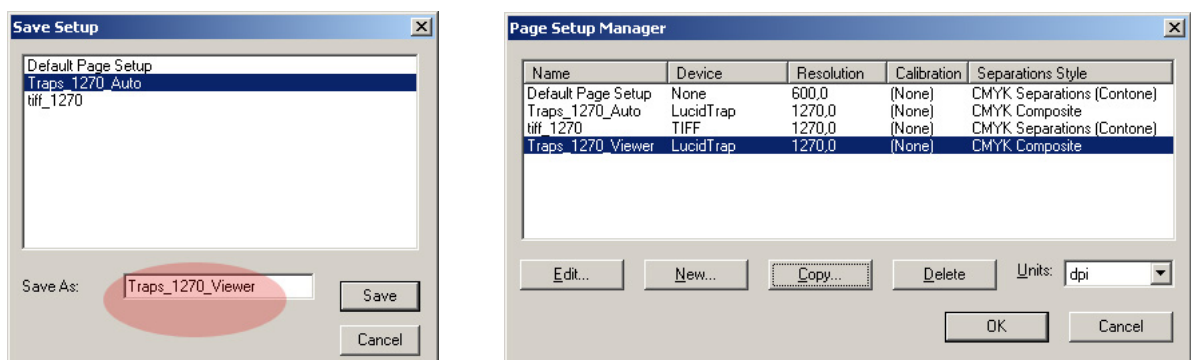 Save Setup
Default Page Setup
Traps_1270_Auto
tiff_1270
Save As: Traps_1270_Viewer
Save
Cancel
Page Setup Manager
Name Device Resolution Calibration Separations Style
Default Page Setup None 600,0 (None) CMYK Separations (Contone)
Traps_1270_Auto LucidTrap 1270,0 (None) CMYK Composite
tiff_1270 TIFF 1270,0 (None) CMYK Separations (Contone)
Traps_1270_Viewer LucidTrap 1270,0 (None) CMYK Composite
Edit... New... Copy... Delete Units: dpi
OK Cancel